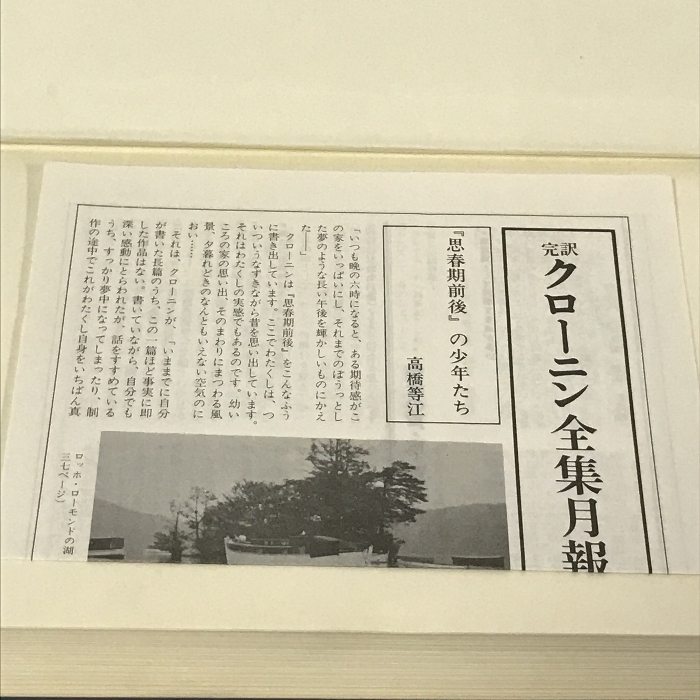 完訳
クローニン全集月報
『思春期前後』の少年たち
高橋等江
「いつも晩の六時になると、ある期待感がこ
の家をいっぱいにし、それまでのぼうっとし
た夢のような長い午後を輝かしいものにかえ
た――」
クローニンは『思春期前後』をこんなふう
に書き出しています。ここでわたくしは、つ
いついうなずきながら昔を思い出しています。
それはわたくしの実感でもあるのです。幼い
ころの家の思い出、そのまわりにまつわる風
景、夕暮れどきのなんともいえない空気のに
おい……
それは、クローニンが、「いままでに自分
が書いた長篇のうち、この一篇ほど事実に即
した作品はない。書いていながら、自分でも
深い感動にとらわれたが、話をすすめている
うち、すっかり夢中になってしまったり、制
作の途中でこれがわたくし自身をいちばん真
ロッホ・ローモンドの湖
三七ページ）